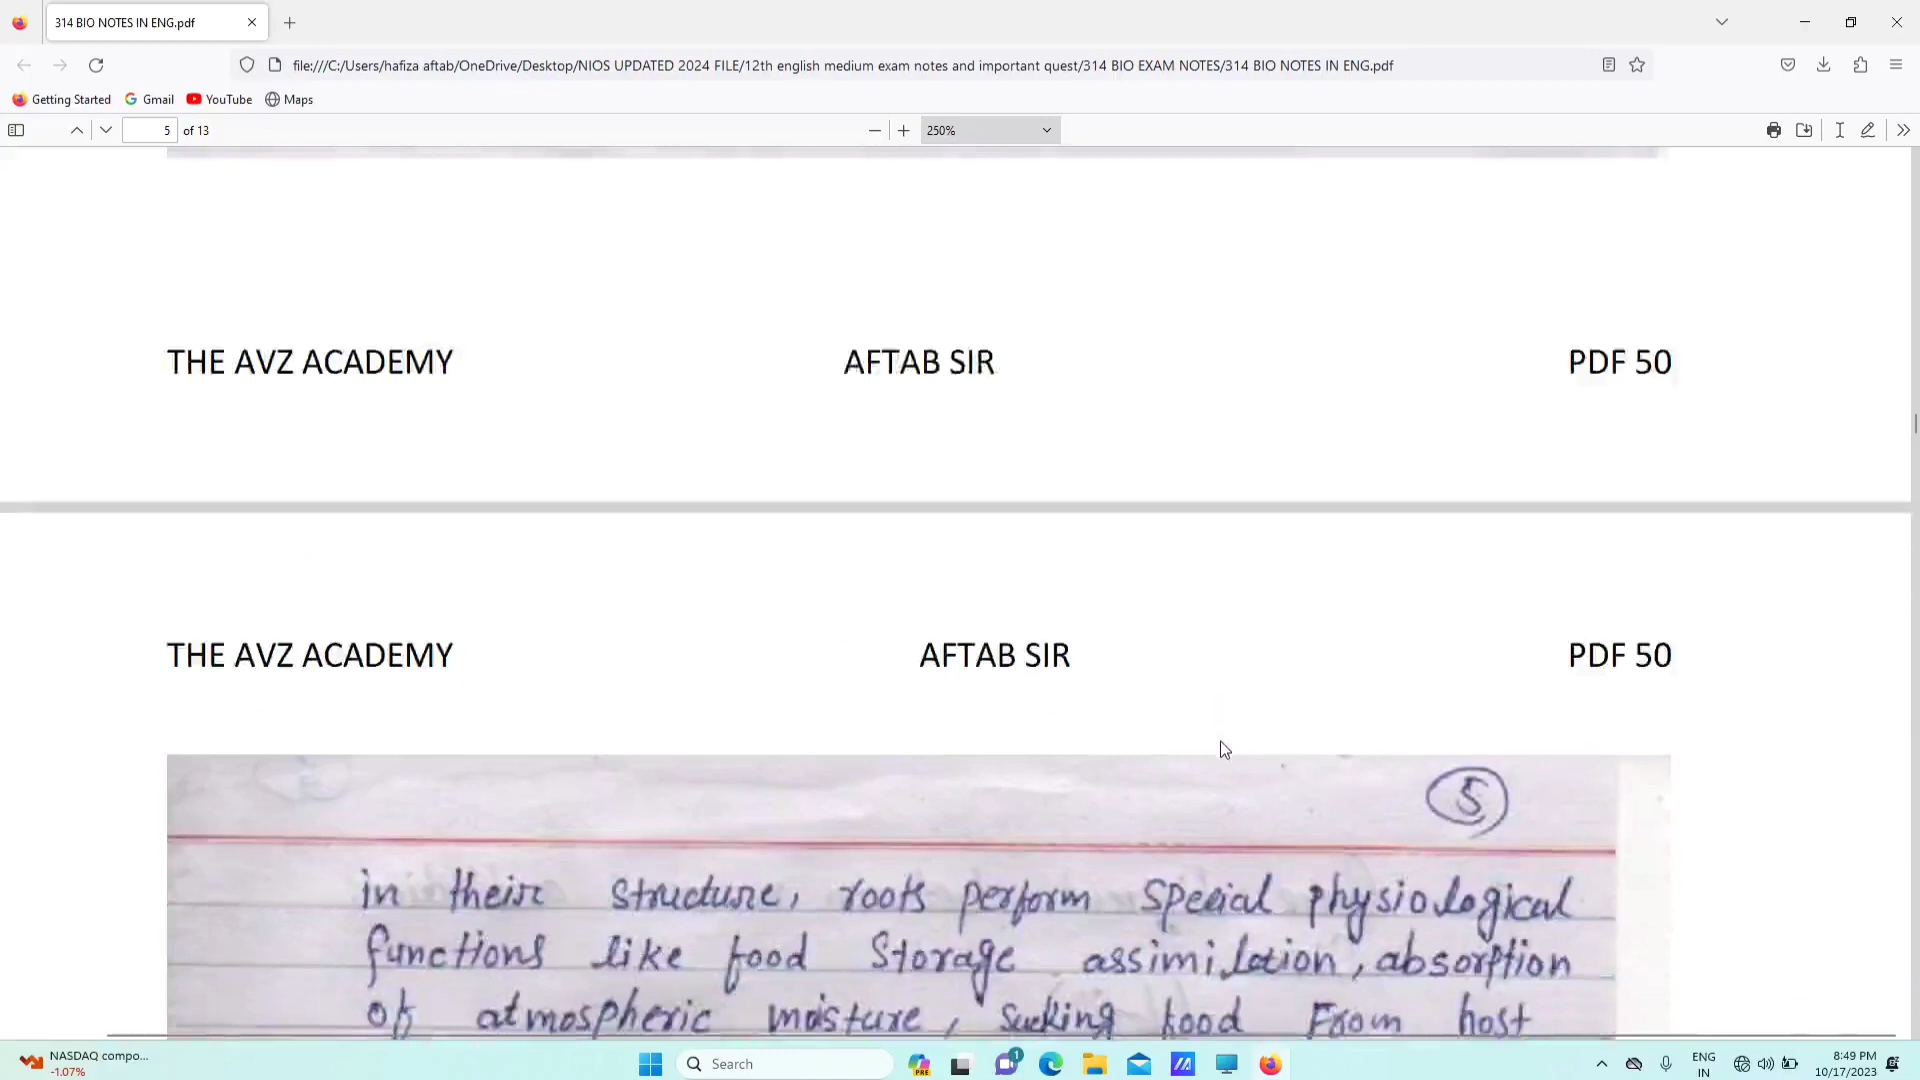 314 BIO NOTES IN ENG.pdf
file:///C:/Users/hafiza aftab/OneDrive/Desktop/NIOS UPDATED 2024 FILE/12th english medium exam notes and important quest/314 BIO EXAM NOTES/314 BIO NOTES IN ENG.pdf
Getting Started Gmail YouTube Maps
5 of 13 250%
THE AVZ ACADEMY AFTAB SIR PDF 50
THE AVZ ACADEMY AFTAB SIR PDF 50
5
in their structure, roots perform special physiological
functions like food storage assimilation, absorption
of atmospheric moisture, sucking food From host
NASDAQ compo...
-1.07%
Search
PRE
1
ENG
IN
8:49 PM
10/17/2023